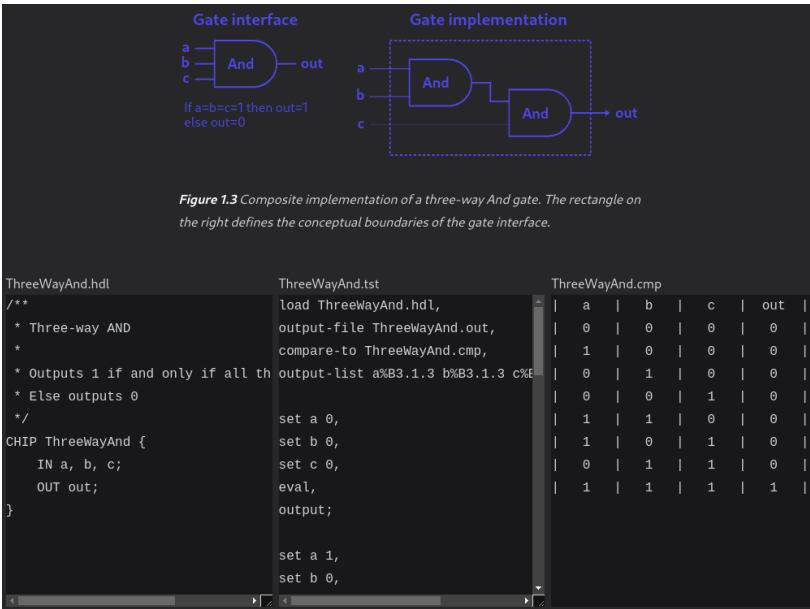 Gate interface
Gate implementation
a
b
c
And
out
If a=b=c=1 then out=1
else out=0
a
b
c
And
And
out
Figure 1.3 Composite implementation of a three-way And gate. The rectangle on
the right defines the conceptual boundaries of the gate interface.
ThreeWayAnd.hdl
/**
 * Three-way AND
 *
 * Outputs 1 if and only if all th
 * Else outputs 0
 */
CHIP ThreeWayAnd {
    IN a, b, c;
    OUT out;
}
ThreeWayAnd.tst
load ThreeWayAnd.hdl,
output-file ThreeWayAnd.out,
compare-to ThreeWayAnd.cmp,
output-list a%B3.1.3 b%B3.1.3 c%B
set a 0,
set b 0,
set c 0,
eval,
output;
set a 1,
set b 0,
ThreeWayAnd.cmp
|   a   |   b   |   c   |  out  |
|   0   |   0   |   0   |   0   |
|   1   |   0   |   0   |   0   |
|   0   |   1   |   0   |   0   |
|   0   |   0   |   1   |   0   |
|   1   |   1   |   0   |   0   |
|   1   |   0   |   1   |   0   |
|   0   |   1   |   1   |   0   |
|   1   |   1   |   1   |   1   |